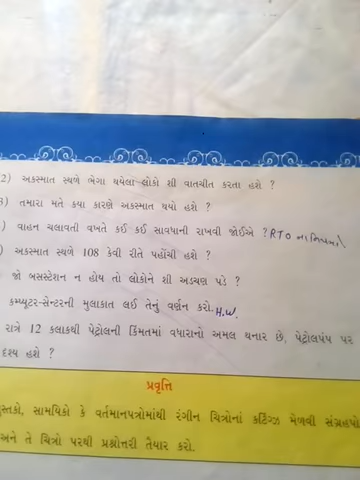 2) અકસ્માત સ્થળે ભેગા થયેલા લોકો શી વાતચીત કરતા હશે ?
3) તમારા મતે કયા કારણે અકસ્માત થયો હશે ?
) વાહન ચલાવતી વખતે કઈ કઈ સાવધાની રાખવી જોઈએ ? RTO ના નિયમો
) અકસ્માત સ્થળે 108 કેવી રીતે પહોંચી હશે ?
જો બસસ્ટેશન ન હોય તો લોકોને શી અડચણ પડે ?
કમ્પ્યૂટર-સેન્ટરની મુલાકાત લઈ તેનું વર્ણન કરો. H.W.
રાત્રે 12 કલાકથી પેટ્રોલની કિંમતમાં વધારાનો અમલ થનાર છે, પેટ્રોલપંપ પર
દશ્ય હશે ?
પ્રવૃત્તિ
પુસ્તકો, સામયિકો કે વર્તમાનપત્રોમાંથી રંગીન ચિત્રોનાં કટિંગ્ઝ મેળવી સંગ્રહપો
અને તે ચિત્રો પરથી પ્રશ્નોત્તરી તૈયાર કરો.